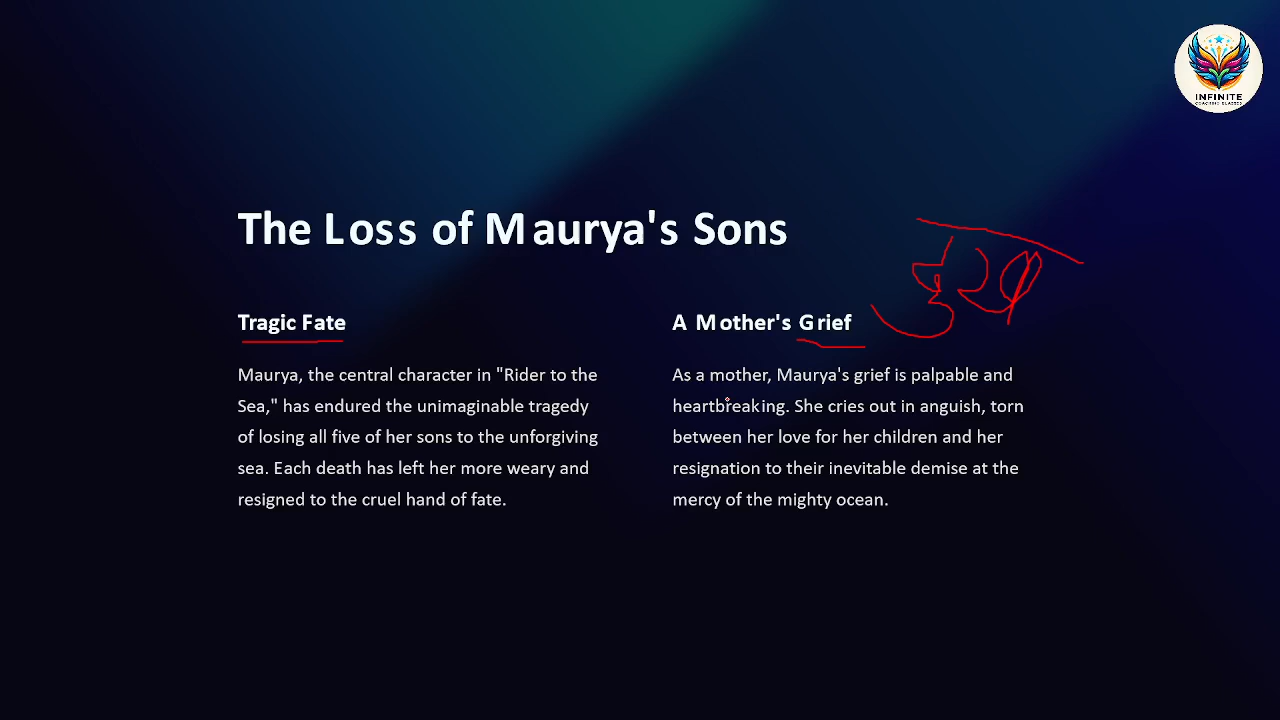 INFINITE
COACHING CLASSES
The Loss of Maurya's Sons
Tragic Fate
Maurya, the central character in "Rider to the
Sea," has endured the unimaginable tragedy
of losing all five of her sons to the unforgiving
sea. Each death has left her more weary and
resigned to the cruel hand of fate.
A Mother's Grief
As a mother, Maurya's grief is palpable and
heartbreaking. She cries out in anguish, torn
between her love for her children and her
resignation to their inevitable demise at the
mercy of the mighty ocean.